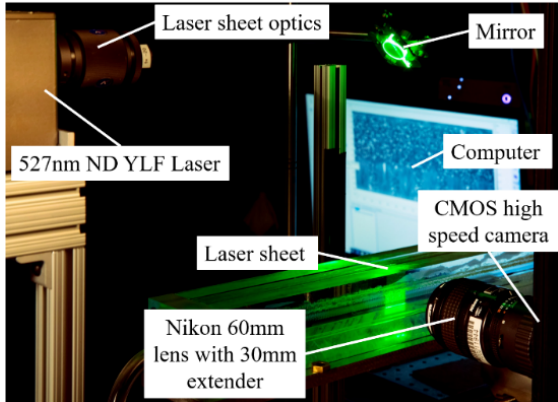 Laser sheet optics
Mirror
527nm ND YLF Laser
Computer
CMOS high
speed camera
Laser sheet
Nikon 60mm
lens with 30mm
extender